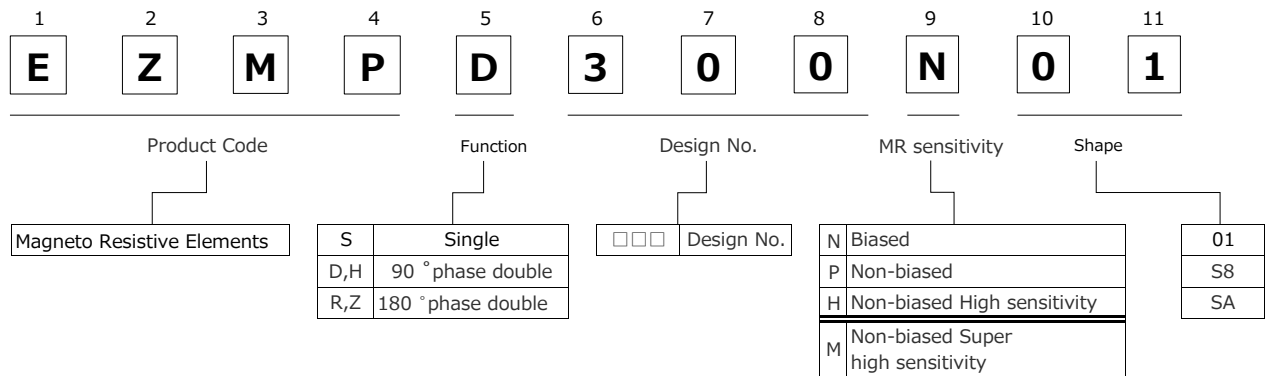 1 2 3 4 5 6 7 8 9 10 11
E Z M P D 3 0 0 N 0 1
Product Code Function Design No. MR sensitivity Shape
Magneto Resistive Elements
S Single
D,H 90 ° phase double
R,Z 180 ° phase double
□□□ Design No.
N Biased
P Non-biased
H Non-biased High sensitivity
M Non-biased Super
high sensitivity
01
S8
SA